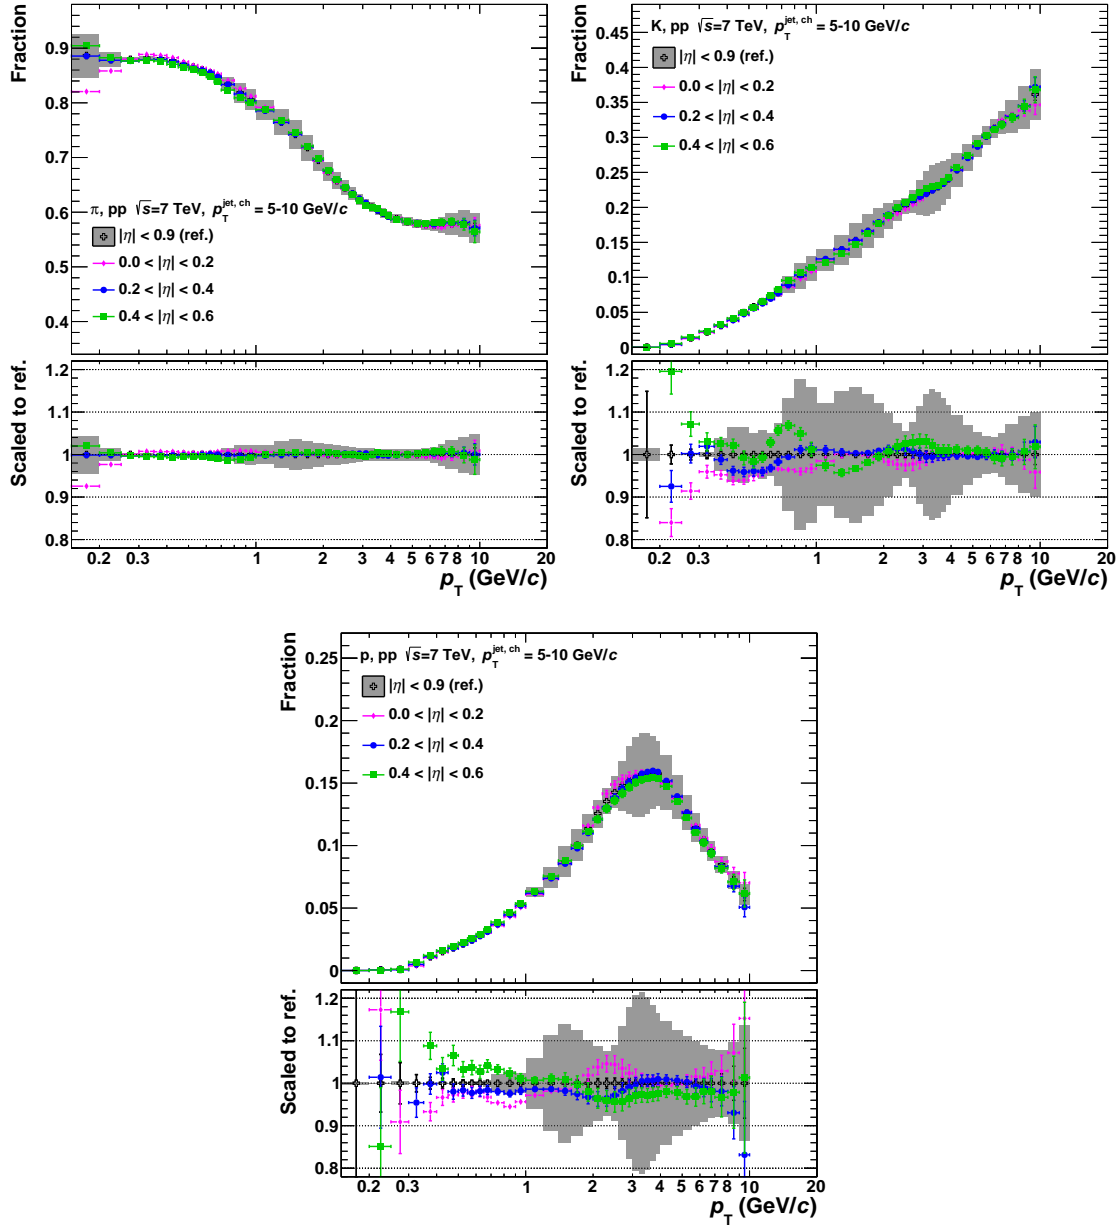 Fraction
0.9
0.8
0.7
0.6
0.5
0.4
π, pp √s=7 TeV, p_T^{jet, ch} = 5-10 GeV/c
|η| < 0.9 (ref.)
0.0 < |η| < 0.2
0.2 < |η| < 0.4
0.4 < |η| < 0.6
Scaled to ref.
1.2
1.1
1
0.9
0.8
0.2 0.3 1 2 3 4 5 6 7 8 10 20
p_T (GeV/c)
Fraction
0.45
0.4
0.35
0.3
0.25
0.2
0.15
0.1
0.05
0
K, pp √s=7 TeV, p_T^{jet, ch} = 5-10 GeV/c
|η| < 0.9 (ref.)
0.0 < |η| < 0.2
0.2 < |η| < 0.4
0.4 < |η| < 0.6
Scaled to ref.
1.2
1.1
1
0.9
0.8
0.2 0.3 1 2 3 4 5 6 7 8 10 20
p_T (GeV/c)
Fraction
0.25
0.2
0.15
0.1
0.05
0
p, pp √s=7 TeV, p_T^{jet, ch} = 5-10 GeV/c
|η| < 0.9 (ref.)
0.0 < |η| < 0.2
0.2 < |η| < 0.4
0.4 < |η| < 0.6
Scaled to ref.
1.2
1.1
1
0.9
0.8
0.2 0.3 1 2 3 4 5 6 7 8 10 20
p_T (GeV/c)